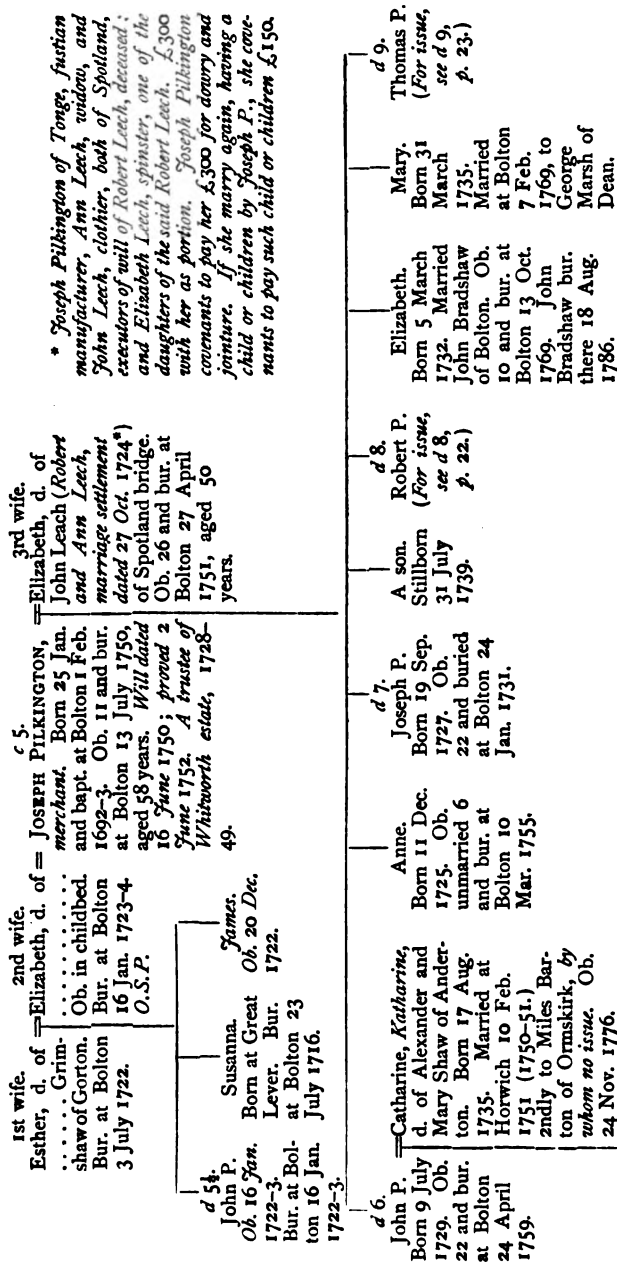 1st wife.
Esther, d. of
. . . . . . Grim-
shaw of Gorton.
Bur. at Bolton
3 July 1722.
2nd wife.
Elizabeth, d. of
. . . . . . . . . . .
Ob. in childbed.
Bur. at Bolton
16 Jan. 1723-4.
O.S.P.
c 5.
JOSEPH PILKINGTON,
merchant. Born 25 Jan.
and bapt. at Bolton 1 Feb.
1692-3. Ob. 11 and bur.
at Bolton 13 July 1750,
aged 58 years. Will dated
16 June 1750; proved 2
June 1752. A trustee of
Whitworth estate, 1728-
49.
3rd wife.
Elizabeth, d. of
John Leach (Robert
and Ann Leech,
marriage settlement
dated 27 Oct. 1724*)
of Spotland bridge.
Ob. 26 and bur. at
Bolton 27 April
1751, aged 50
years.
* Joseph Pilkington of Tonge, fustian
manufacturer, Ann Leech, widow, and
John Leech, clothier, both of Spotland,
executors of will of Robert Leech, deceased:
and Elizabeth Leech, spinster, one of the
daughters of the said Robert Leech. £300
with her as portion. Joseph Pilkington
covenants to pay her £300 for dowry and
jointure. If she marry again, having a
child or children by Joseph P., she cove-
nants to pay such child or children £150.
d 5½
John P.
Ob. 16 Jan.
1722-3.
Bur. at Bol-
ton 16 Jan.
1722-3.
Susanna.
Born at Great
Lever. Bur.
at Bolton 23
July 1716.
James.
Ob. 20 Dec.
1722.
d 6.
John P.
Born 9 July
1729. Ob.
22 and bur.
at Bolton
24 April
1759.
Catharine, Katharine,
d. of Alexander and
Mary Shaw of Ander-
ton. Born 17 Aug.
1735. Married at
Horwich 10 Feb.
1751 (1750-51.)
2ndly to Miles Bar-
ton of Ormskirk, by
whom no issue. Ob.
24 Nov. 1776.
Anne.
Born 11 Dec.
1725. Ob.
unmarried 6
and bur. at
Bolton 10
Mar. 1755.
d 7.
Joseph P.
Born 19 Sep.
1727. Ob.
22 and buried
at Bolton 24
Jan. 1731.
A son.
Stillborn
31 July
1739.
d 8.
Robert P.
(For issue,
see d 8,
p. 22.)
Elizabeth.
Born 5 March
1732. Married
John Bradshaw
of Bolton. Ob.
10 and bur. at
Bolton 13 Oct.
1769. John
Bradshaw bur.
there 18 Aug.
1786.
Mary.
Born 31
March
1735.
Married
at Bolton
7 Feb.
1769, to
George
Marsh of
Dean.
d 9.
Thomas P.
(For issue,
see d 9,
p. 23.)